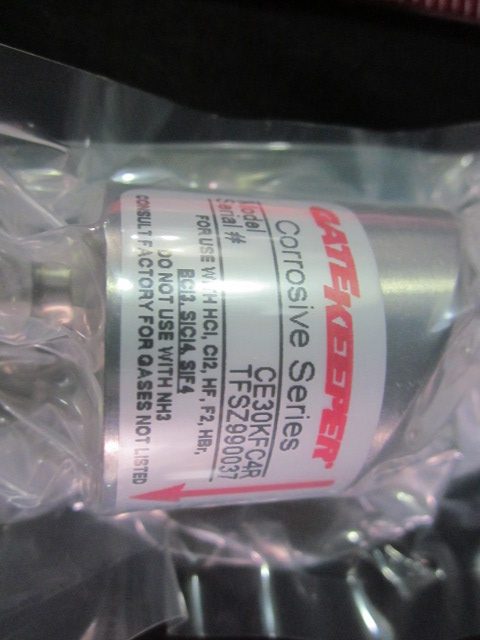 GATEKEEPER
Corrosive Series
Model CE30KFC4R
Serial # TFSZ990037
FOR USE WITH HCl, Cl2, HF, F2, HBr,
BCl3, SiCl4, SiF4
DO NOT USE WITH NH3
CONSULT FACTORY FOR GASES NOT LISTED